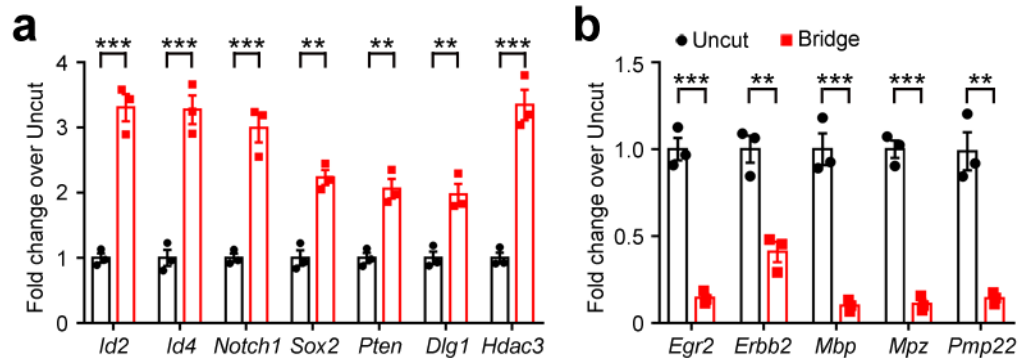 a
Fold change over Uncut
4
3
2
1
0
*** *** *** ** ** ** ***
Id2 Id4 Notch1 Sox2 Pten Dlg1 Hdac3
b
Uncut Bridge
Fold change over Uncut
1.5
1.0
0.5
0
*** ** *** *** **
Egr2 Erbb2 Mbp Mpz Pmp22